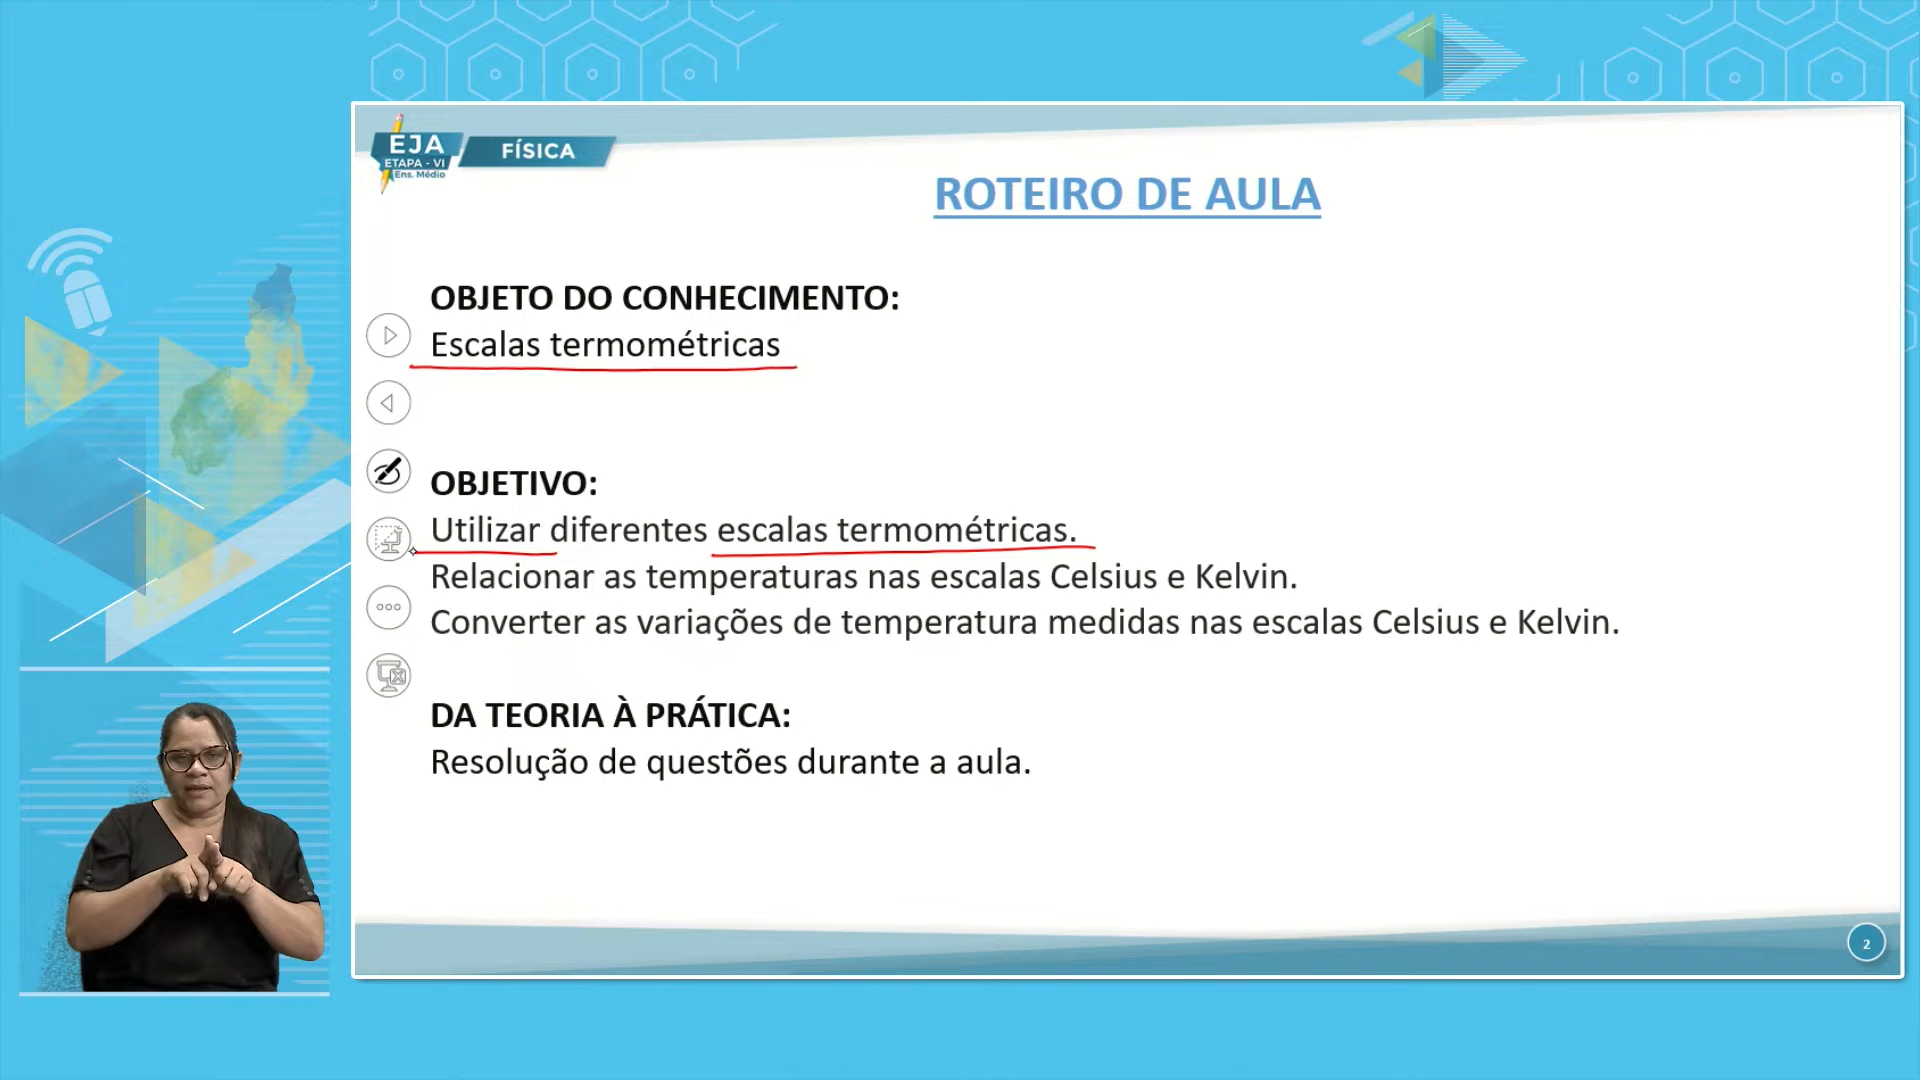 EJA
ETAPA - VI
Ens. Médio
FÍSICA
ROTEIRO DE AULA
OBJETO DO CONHECIMENTO:
Escalas termométricas
OBJETIVO:
Utilizar diferentes escalas termométricas.
Relacionar as temperaturas nas escalas Celsius e Kelvin.
Converter as variações de temperatura medidas nas escalas Celsius e Kelvin.
DA TEORIA À PRÁTICA:
Resolução de questões durante a aula.
2